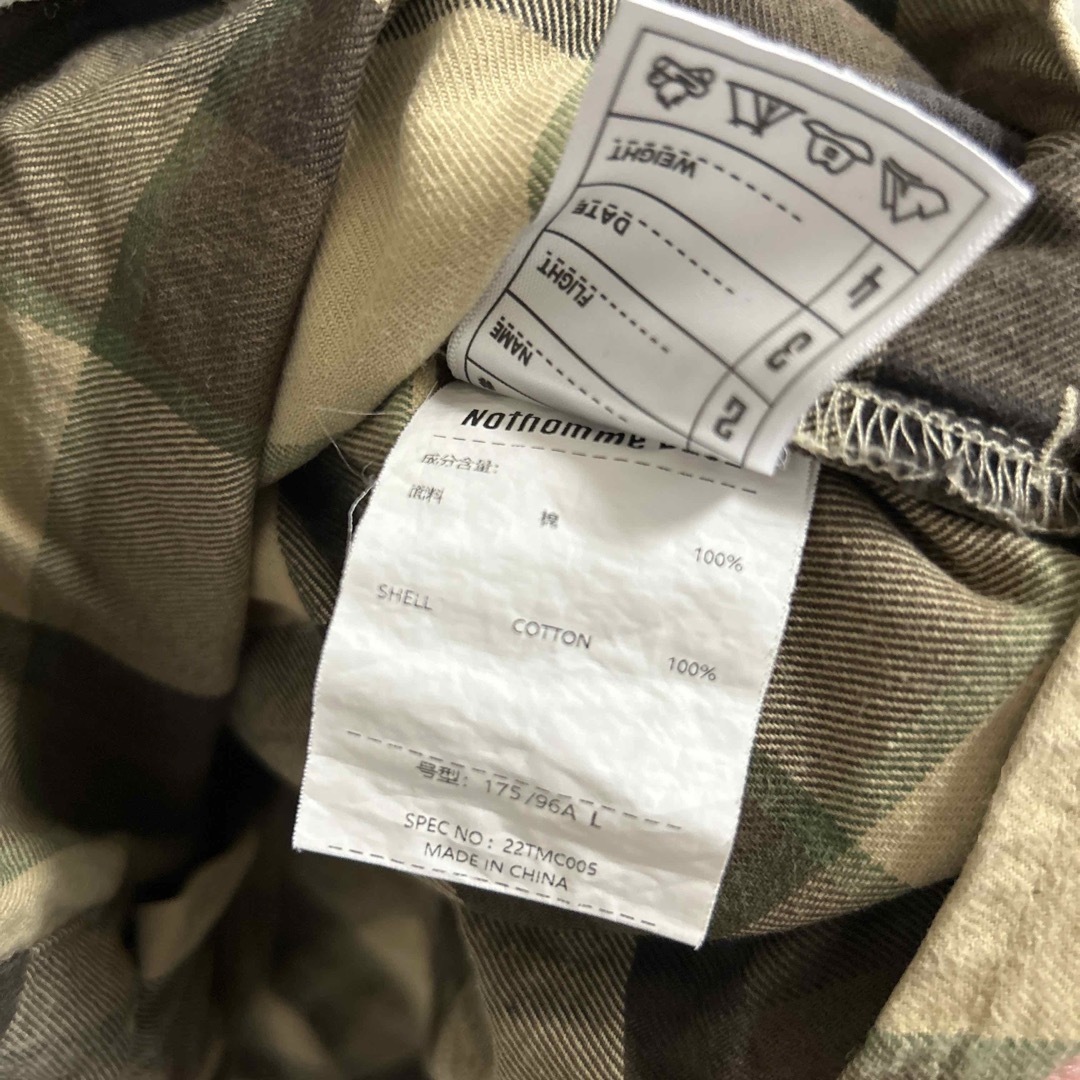 WEIGHT
4
DATE
3
FLIGHT
2
NAME
Nothomme
成分含量:
面料
棉
100%
SHELL
COTTON
100%
号型: 175/96A L
SPEC NO: 22TMC005
MADE IN CHINA